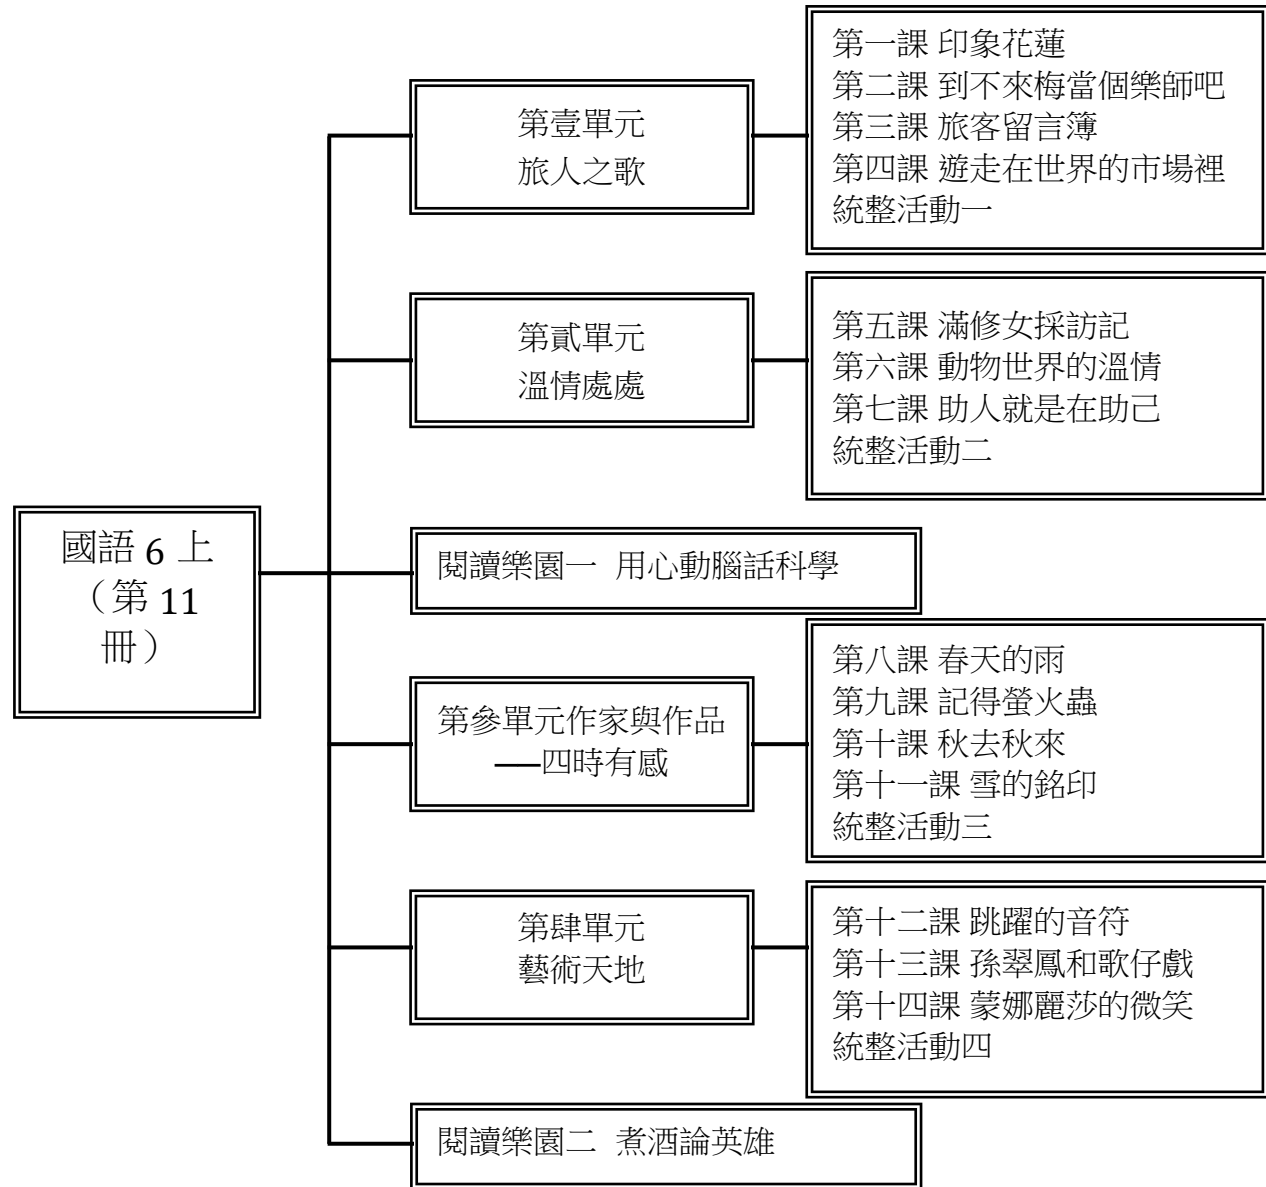 國語 6 上
（第 11
冊）
第壹單元
旅人之歌
第一課 印象花蓮
第二課 到不來梅當個樂師吧
第三課 旅客留言簿
第四課 遊走在世界的市場裡
統整活動一
第貳單元
溫情處處
第五課 滿修女採訪記
第六課 動物世界的溫情
第七課 助人就是在助己
統整活動二
閱讀樂園一 用心動腦話科學
第參單元作家與作品
──四時有感
第八課 春天的雨
第九課 記得螢火蟲
第十課 秋去秋來
第十一課 雪的銘印
統整活動三
第肆單元
藝術天地
第十二課 跳躍的音符
第十三課 孫翠鳳和歌仔戲
第十四課 蒙娜麗莎的微笑
統整活動四
閱讀樂園二 煮酒論英雄